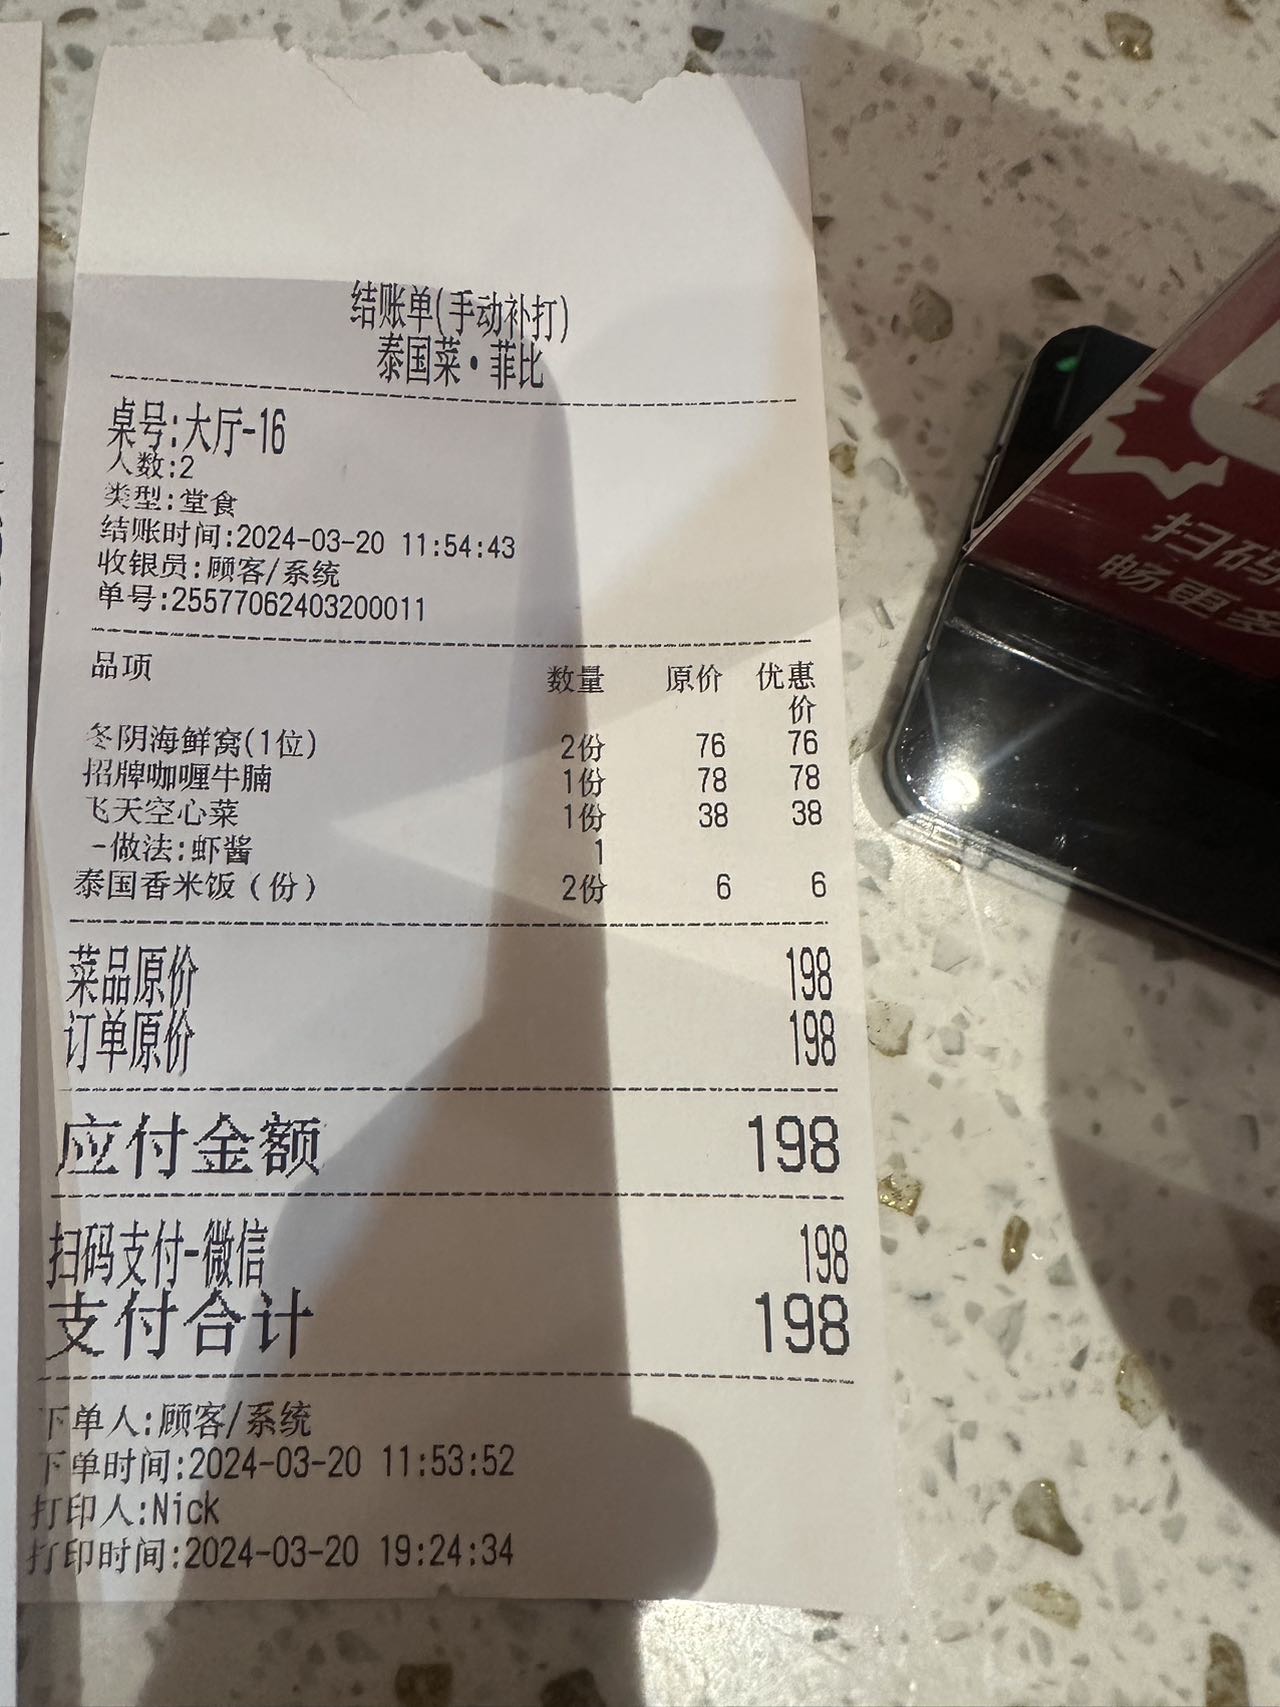 结账单(手动补打)
泰国菜•菲比
桌号:大厅-16
人数:2
类型:堂食
结账时间:2024-03-20 11:54:43
收银员:顾客/系统
单号:25577062403200011
品项 数量 原价 优惠价
冬阴海鲜窝(1位) 2份 76 76
招牌咖喱牛腩 1份 78 78
飞天空心菜 1份 38 38
-做法:虾酱 1
泰国香米饭(份) 2份 6 6
菜品原价 198
订单原价 198
应付金额 198
扫码支付-微信 198
支付合计 198
下单人:顾客/系统
下单时间:2024-03-20 11:53:52
打印人:Nick
打印时间:2024-03-20 19:24:34
扫码
畅更多